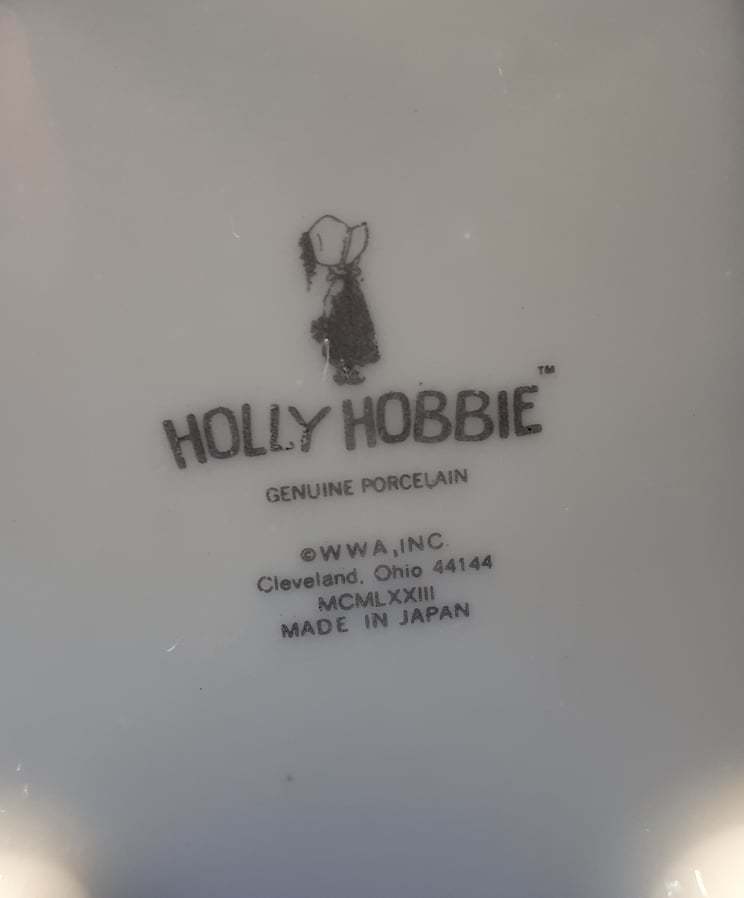 HOLLY HOBBIE™
GENUINE PORCELAIN
©WWA, INC.
Cleveland, Ohio 44144
MCMLXXIII
MADE IN JAPAN